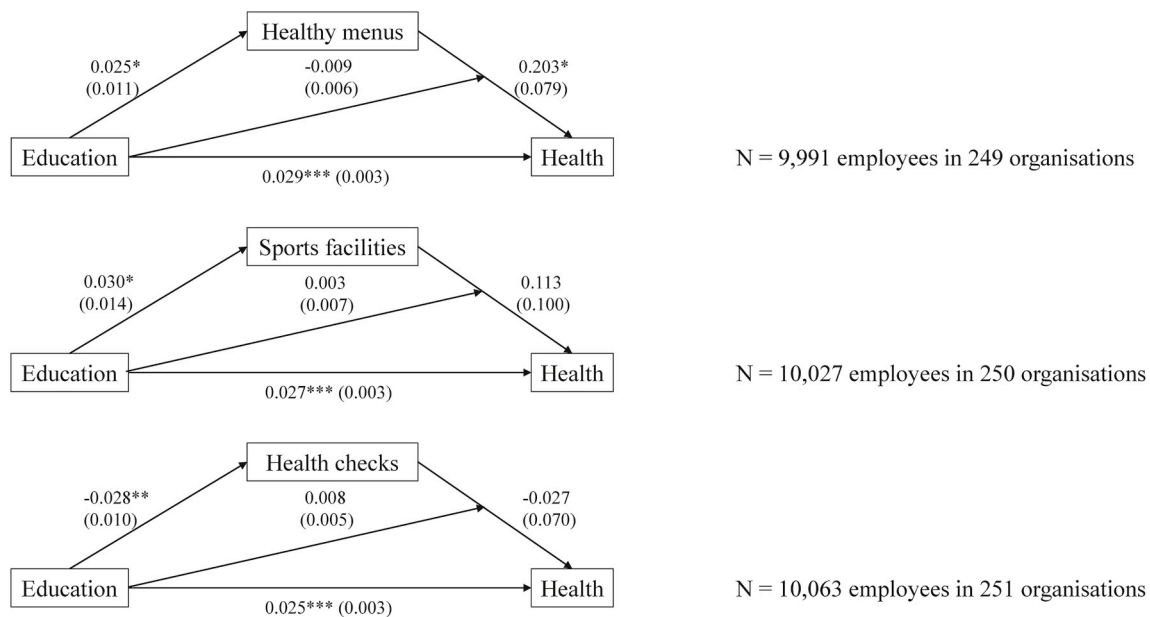 Healthy menus
0.025*
(0.011)
-0.009
(0.006)
0.203*
(0.079)
Education
Health
0.029*** (0.003)
N = 9,991 employees in 249 organisations
Sports facilities
0.030*
(0.014)
0.003
(0.007)
0.113
(0.100)
Education
Health
0.027*** (0.003)
N = 10,027 employees in 250 organisations
Health checks
-0.028**
(0.010)
0.008
(0.005)
-0.027
(0.070)
Education
Health
0.025*** (0.003)
N = 10,063 employees in 251 organisations